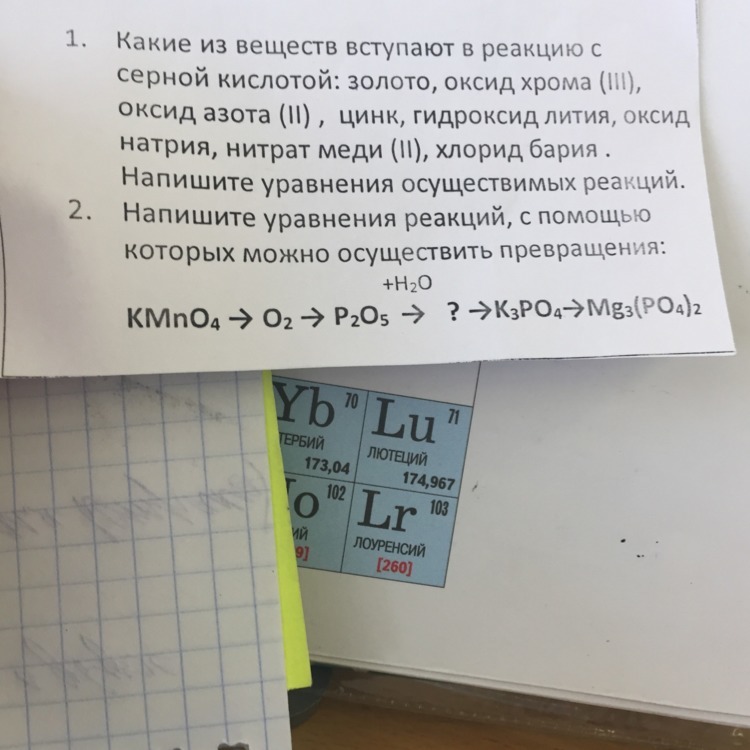 1. Какие из веществ вступают в реакцию с
серной кислотой: золото, оксид хрома (III),
оксид азота (II) , цинк, гидроксид лития, оксид
натрия, нитрат меди (II), хлорид бария .
Напишите уравнения осуществимых реакций.
2. Напишите уравнения реакций, с помощью
которых можно осуществить превращения:
+H₂O
KMnO₄ → O₂ → P₂O₅ → ? →K₃PO₄→Mg₃(PO₄)₂
Yb 70 Lu 71
ТЕРБИЙ ЛЮТЕЦИЙ
173,04 174,967
o 102 Lr 103
ИЙ ЛОУРЕНСИЙ
9] [260]